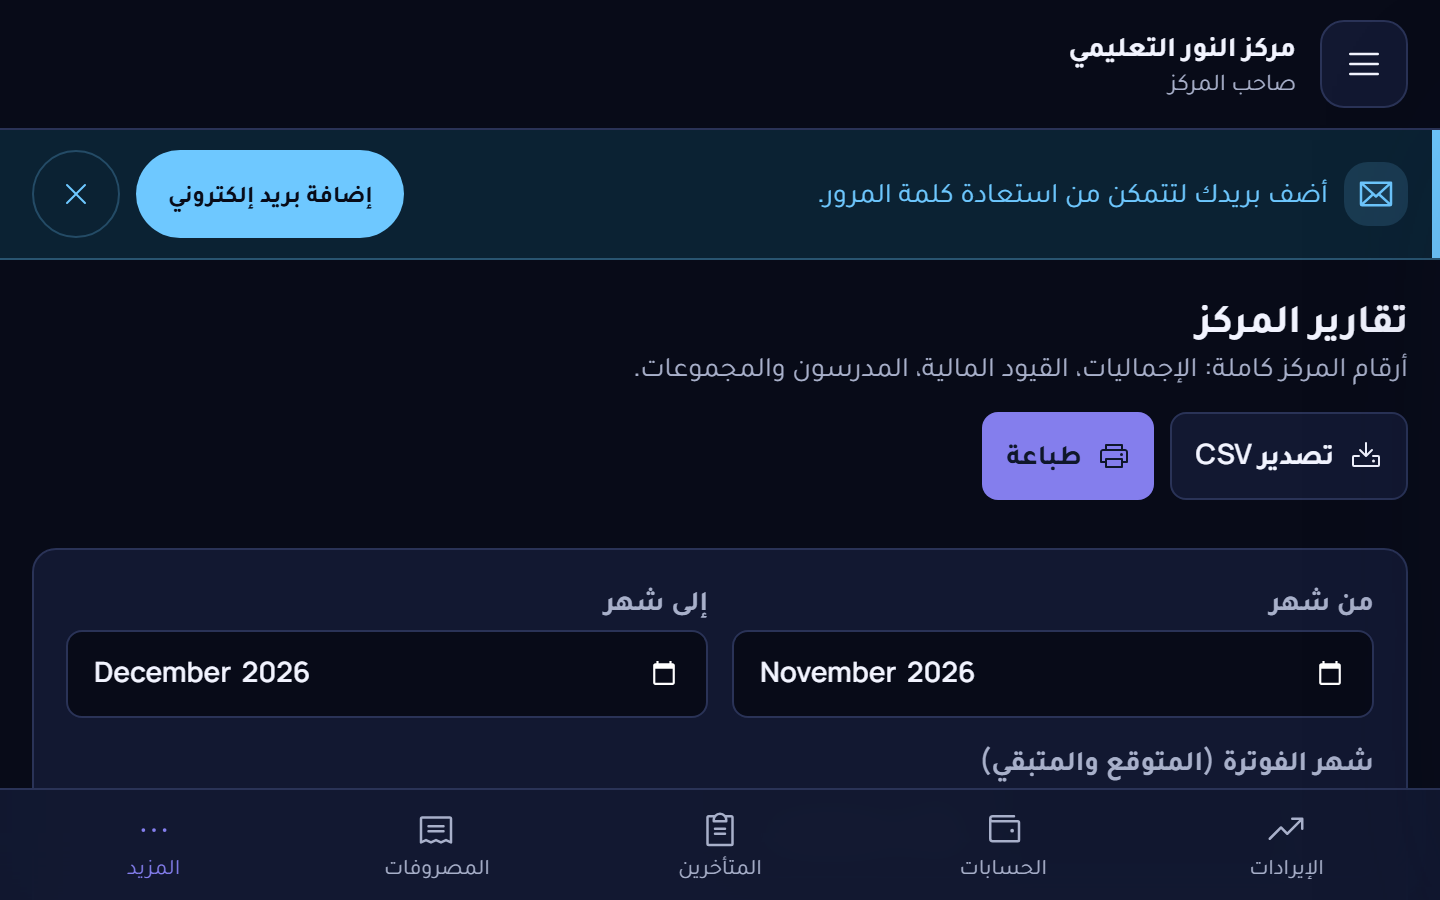 مركز النور التعليمي
صاحب المركز
أضف بريدك لتتمكن من استعادة كلمة المرور.
إضافة بريد إلكتروني
تقارير المركز
أرقام المركز كاملة: الإجماليات، القيود المالية، المدرسون والمجموعات.
تصدير CSV
طباعة
من شهر
إلى شهر
November 2026
December 2026
شهر الفوترة (المتوقع والمتبقي)
الإيرادات
الحسابات
المتأخرين
المصروفات
المزيد